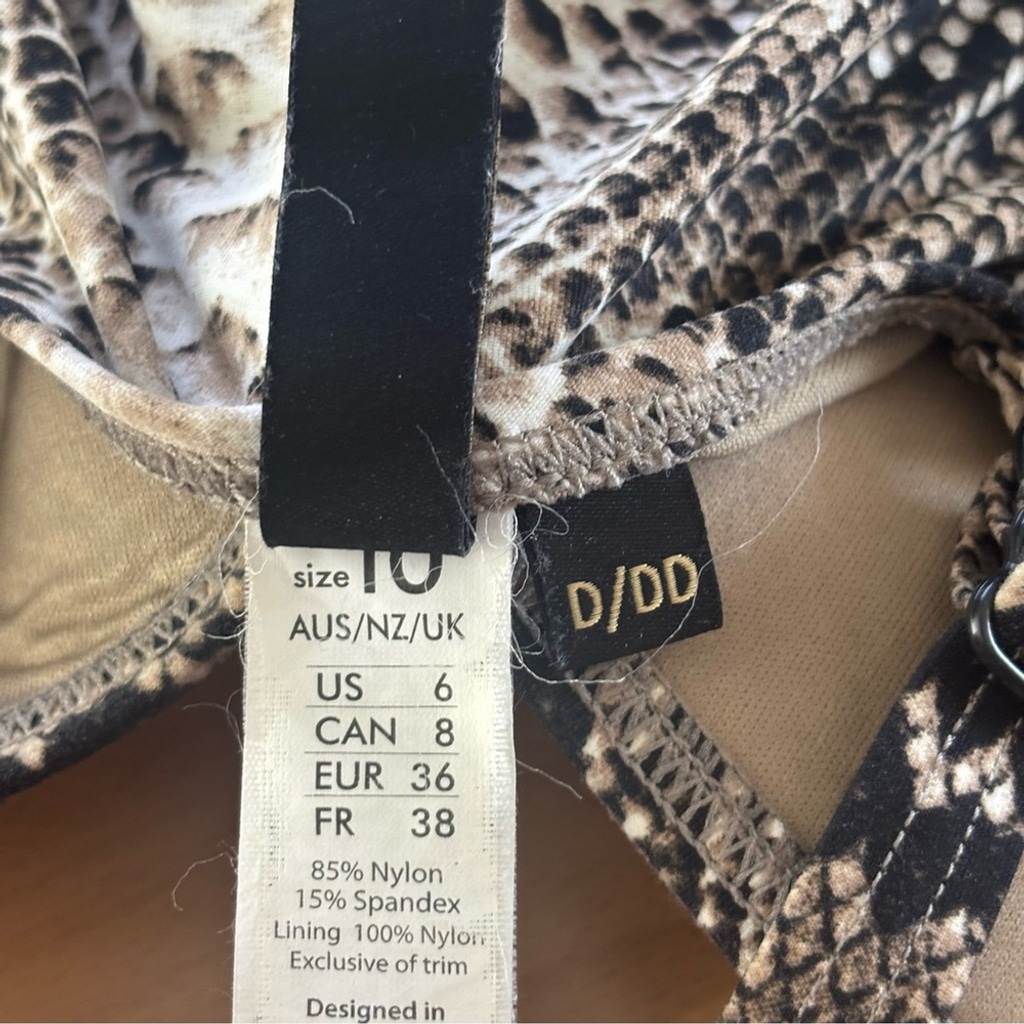 size 10
AUS/NZ/UK
US 6
CAN 8
EUR 36
FR 38
85% Nylon
15% Spandex
Lining 100% Nylon
Exclusive of trim
Designed in
D/DD